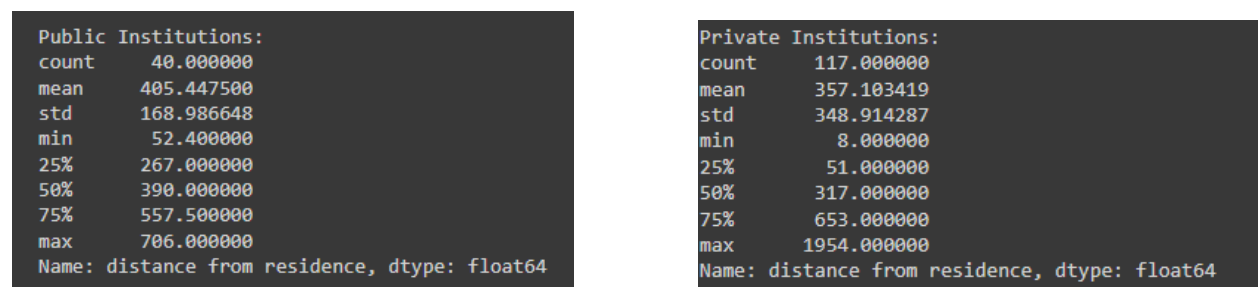 Public Institutions:
count 40.000000
mean 405.447500
std 168.986648
min 52.400000
25% 267.000000
50% 390.000000
75% 557.500000
max 706.000000
Name: distance from residence, dtype: float64
Private Institutions:
count 117.000000
mean 357.103419
std 348.914287
min 8.000000
25% 51.000000
50% 317.000000
75% 653.000000
max 1954.000000
Name: distance from residence, dtype: float64